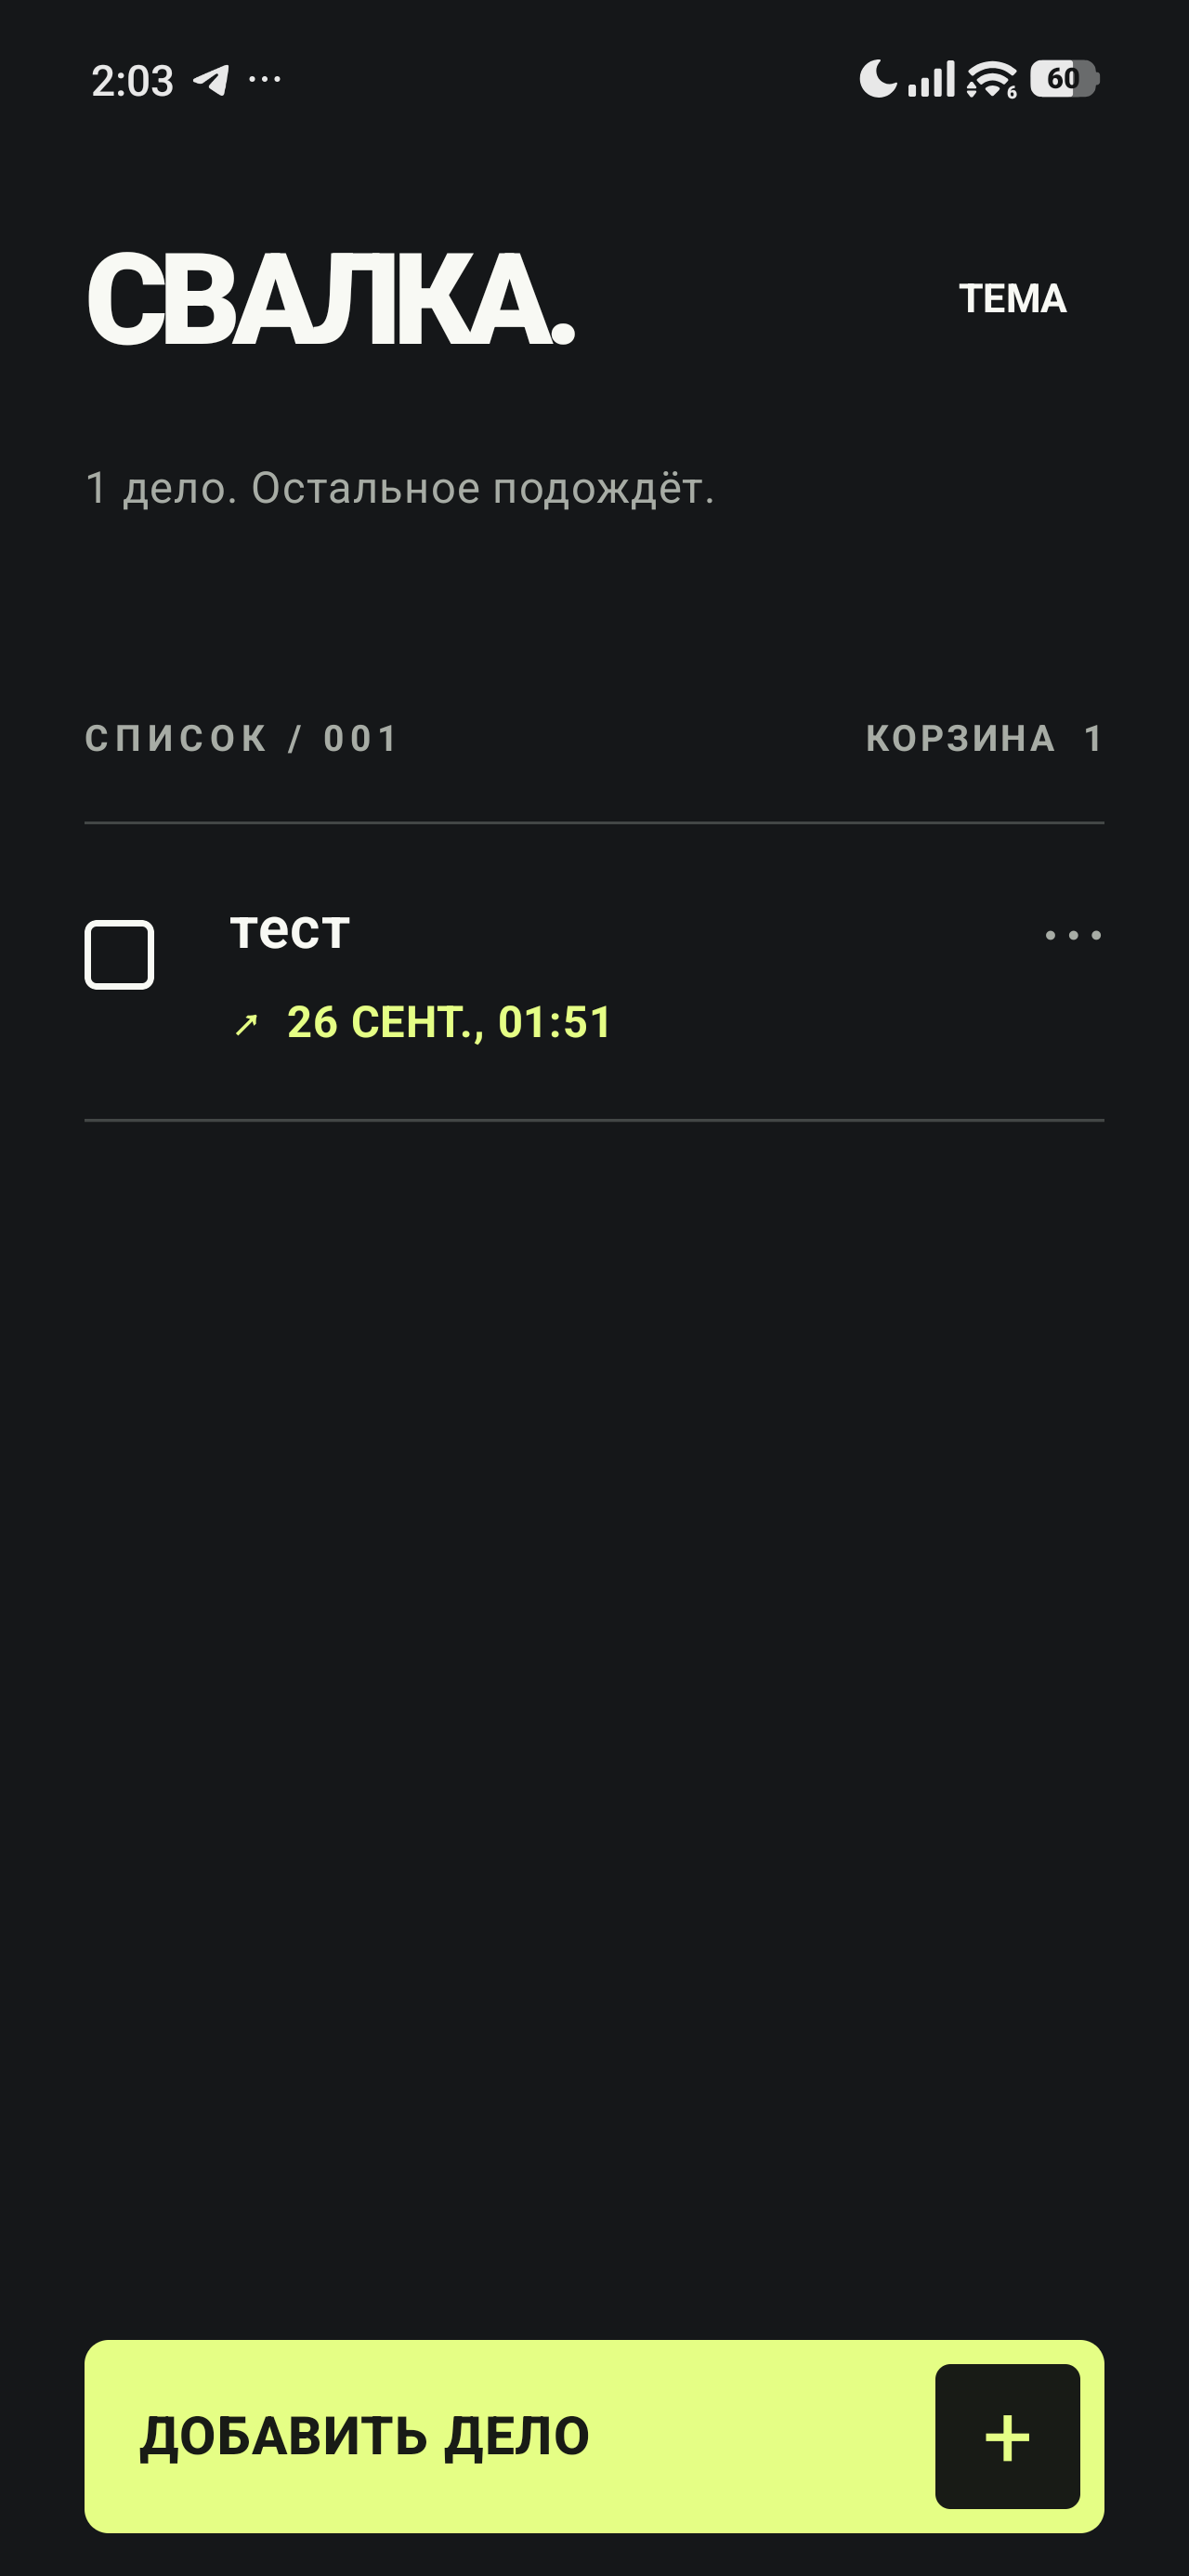 2:03 ... 6 60
СВАЛКА.
ТЕМА
1 дело. Остальное подождёт.
СПИСОК / 001
КОРЗИНА 1
тест
↗ 26 СЕНТ., 01:51
ДОБАВИТЬ ДЕЛО +